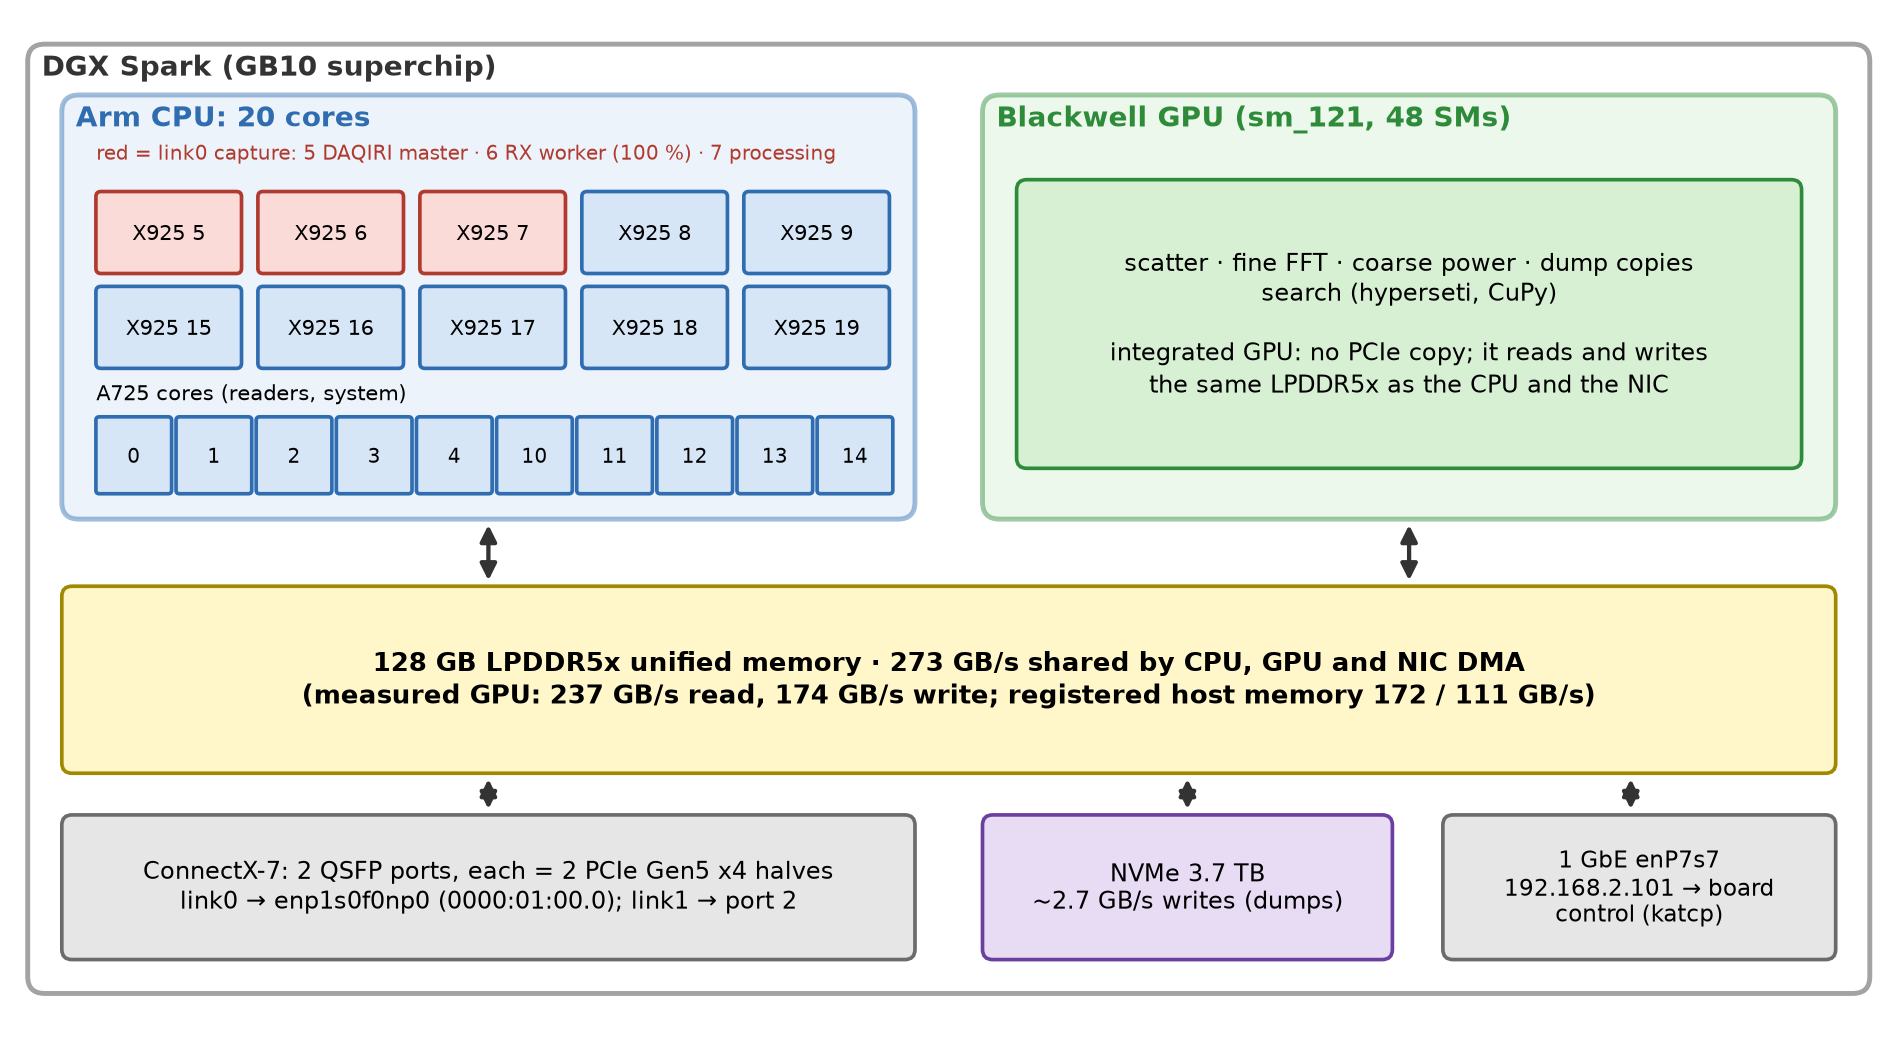 DGX Spark (GB10 superchip)
Arm CPU: 20 cores
red = link0 capture: 5 DAQIRI master · 6 RX worker (100 %) · 7 processing
X925 5
X925 6
X925 7
X925 8
X925 9
X925 15
X925 16
X925 17
X925 18
X925 19
A725 cores (readers, system)
0
1
2
3
4
10
11
12
13
14
Blackwell GPU (sm_121, 48 SMs)
scatter · fine FFT · coarse power · dump copies
search (hyperseti, CuPy)
integrated GPU: no PCIe copy; it reads and writes
the same LPDDR5x as the CPU and the NIC
128 GB LPDDR5x unified memory · 273 GB/s shared by CPU, GPU and NIC DMA
(measured GPU: 237 GB/s read, 174 GB/s write; registered host memory 172 / 111 GB/s)
ConnectX-7: 2 QSFP ports, each = 2 PCIe Gen5 x4 halves
link0 → enp1s0f0np0 (0000:01:00.0); link1 → port 2
NVMe 3.7 TB
~2.7 GB/s writes (dumps)
1 GbE enP7s7
192.168.2.101 → board
control (katcp)